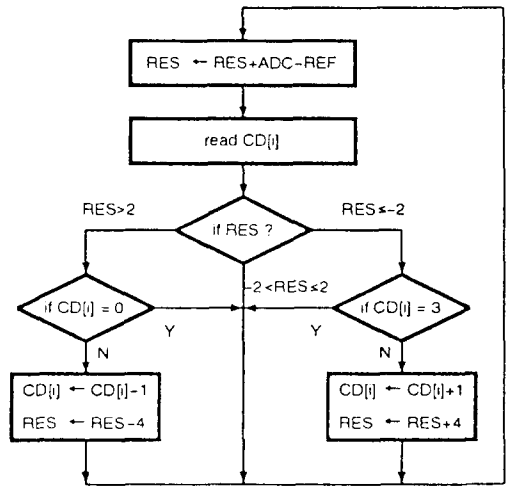 RES ← RES+ADC−REF
read CD[i]
RES>2
RES≤−2
if RES ?
−2<RES≤2
if CD[i] = 0
if CD[i] = 3
Y
Y
N
N
CD[i] ← CD[i]−1
RES ← RES−4
CD[i] ← CD[i]+1
RES ← RES+4